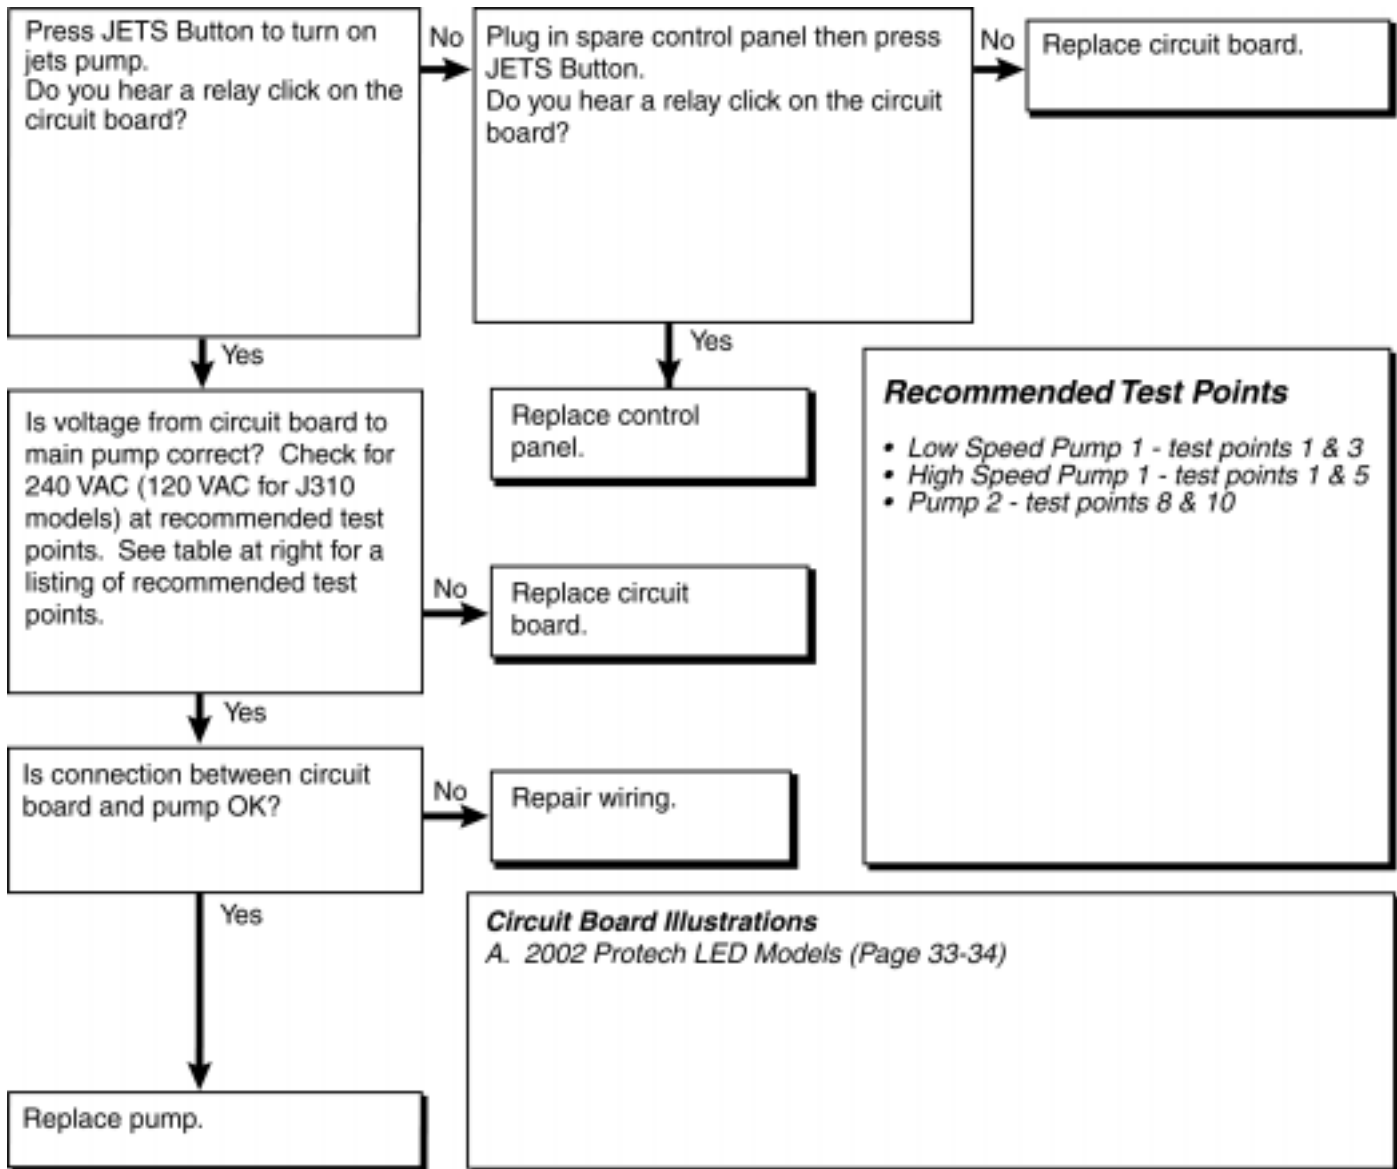 Press JETS Button to turn on
jets pump.
Do you hear a relay click on the
circuit board?
No
Plug in spare control panel then press
JETS Button.
Do you hear a relay click on the circuit
board?
No
Replace circuit board.
Yes
Yes
Replace control
panel.
Is voltage from circuit board to
main pump correct? Check for
240 VAC (120 VAC for J310
models) at recommended test
points. See table at right for a
listing of recommended test
points.
No
Replace circuit
board.
Recommended Test Points
• Low Speed Pump 1 - test points 1 & 3
• High Speed Pump 1 - test points 1 & 5
• Pump 2 - test points 8 & 10
Yes
Is connection between circuit
board and pump OK?
No
Repair wiring.
Yes
Replace pump.
Circuit Board Illustrations
A. 2002 Protech LED Models (Page 33-34)